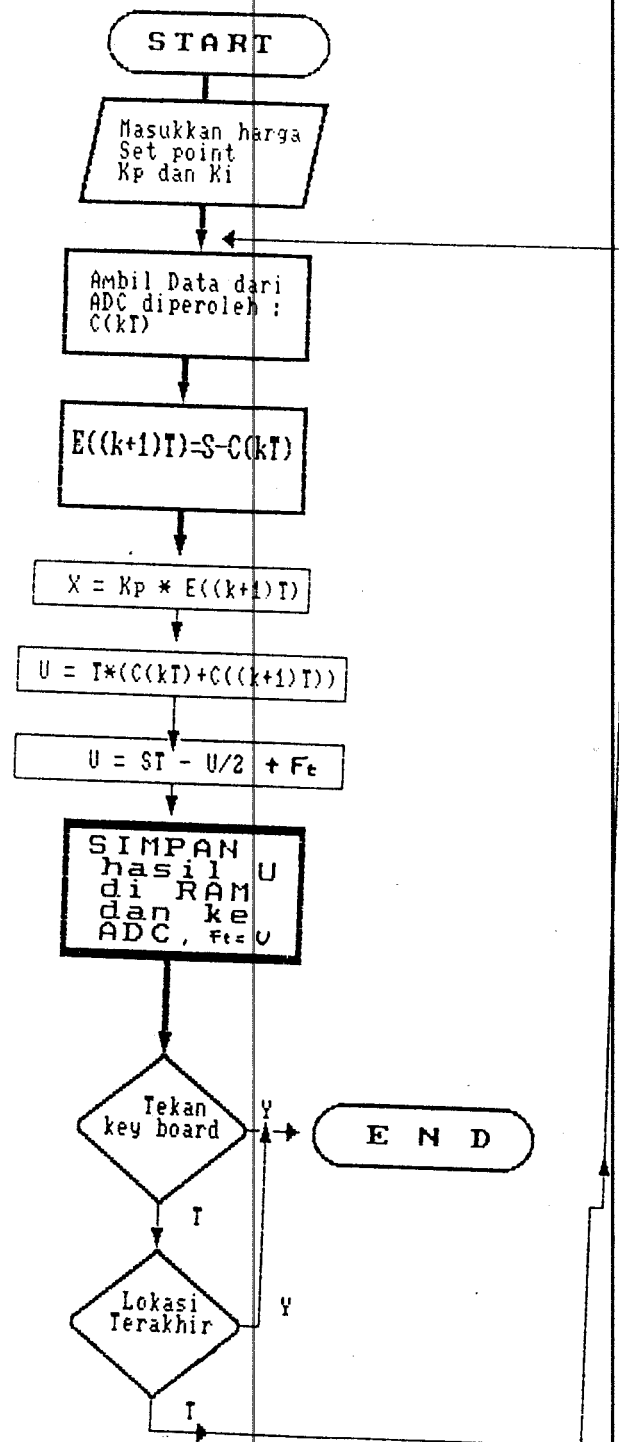 START
Masukkan harga
Set point
Kp dan Ki
Ambil Data dari
ADC diperoleh :
C(kT)
E((k+1)T)=S-C(kT)
X = Kp * E((k+1)T)
U = T*(C(kT)+C((k+1)T))
U = ST - U/2 + Ft
SIMPAN
hasil U
di RAM
dan ke
ADC, Ft= U
Tekan
key board
Y
E N D
T
Lokasi
Terakhir
Y
T